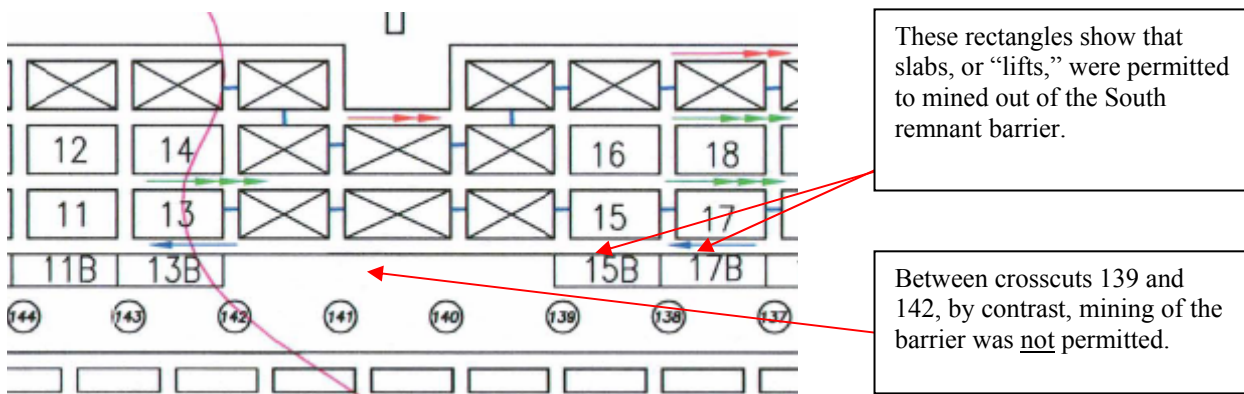 These rectangles show that
slabs, or “lifts,” were permitted
to mined out of the South
remnant barrier.
12 14 16 18
11 13 15 17
11B 13B 15B 17B
Between crosscuts 139 and
142, by contrast, mining of the
barrier was not permitted.
144 143 142 141 140 139 138 137